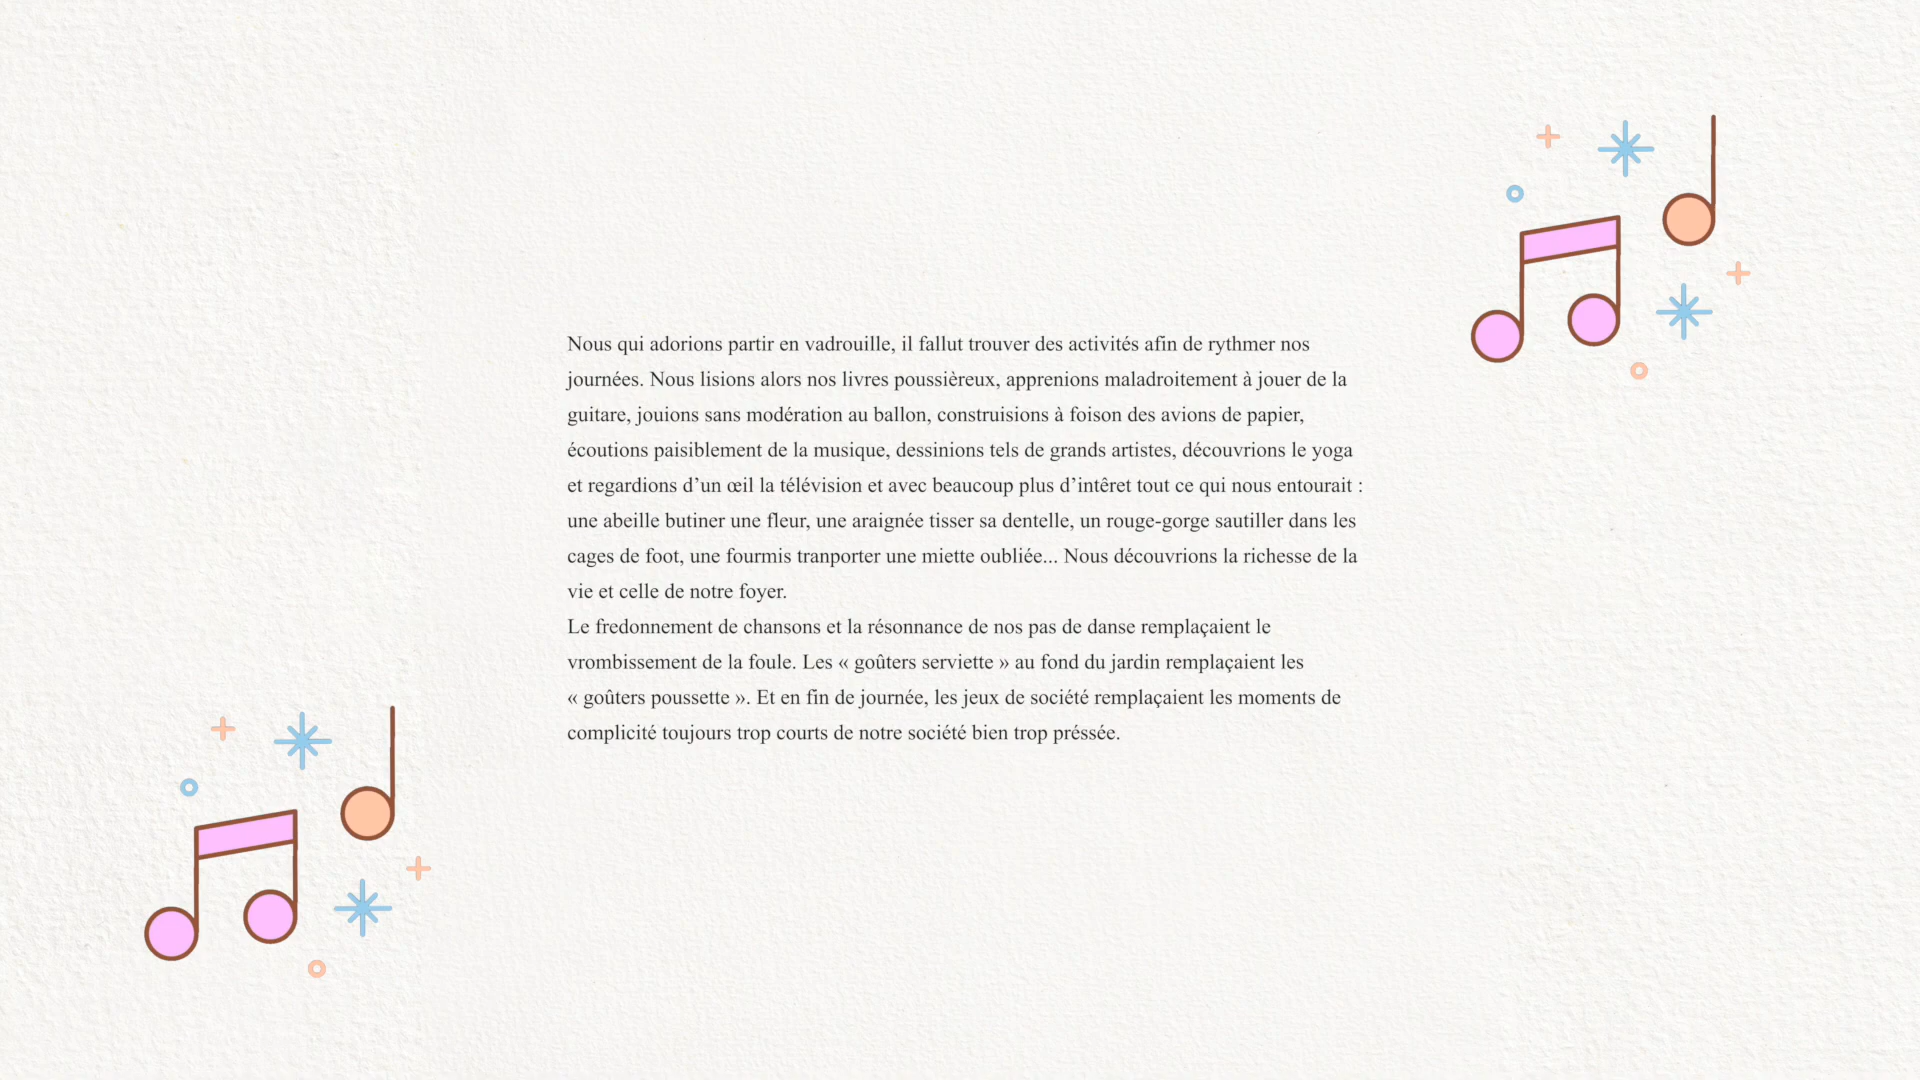 Nous qui adorions partir en vadrouille, il fallut trouver des activités afin de rythmer nos
journées. Nous lisions alors nos livres poussièreux, apprenions maladroitement à jouer de la
guitare, jouions sans modération au ballon, construisions à foison des avions de papier,
écoutions paisiblement de la musique, dessinions tels de grands artistes, découvrions le yoga
et regardions d’un œil la télévision et avec beaucoup plus d’intêret tout ce qui nous entourait :
une abeille butiner une fleur, une araignée tisser sa dentelle, un rouge-gorge sautiller dans les
cages de foot, une fourmis tranporter une miette oubliée... Nous découvrions la richesse de la
vie et celle de notre foyer.
Le fredonnement de chansons et la résonnance de nos pas de danse remplaçaient le
vrombissement de la foule. Les « goûters serviette » au fond du jardin remplaçaient les
« goûters poussette ». Et en fin de journée, les jeux de société remplaçaient les moments de
complicité toujours trop courts de notre société bien trop préssée.